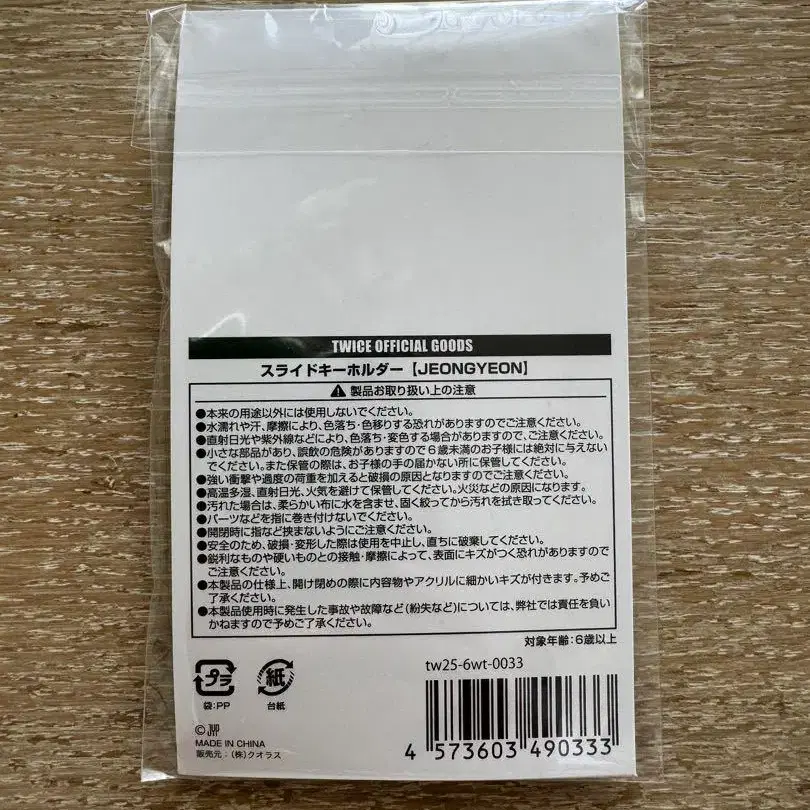 TWICE OFFICIAL GOODS
スライドキーホルダー【JEONGYEON】
⚠製品お取り扱い上の注意
●本来の用途以外には使用しないでください。
●水濡れや汗、摩擦により、色落ち・色移りする恐れがありますのでご注意ください。
●直射日光や紫外線などにより、色落ち・変色する場合がありますので、ご注意ください。
●小さな部品があり、誤飲の危険がありますので6歳未満のお子様には絶対に与えない
でください。また保管の際は、お子様の手の届かない所に保管してください。
●強い衝撃や過度の荷重を加えると破損の原因となりますのでご注意ください。
●高温多湿、直射日光、火気を避けて保管してください。火災などの原因になります。
●汚れた場合は、柔らかい布に水を含ませ、固く絞ってから汚れを拭き取ってください。
●パーツなどを指に巻き付けないでください。
●開閉時に指など挟まないようにご注意ください。
●安全のため、破損・変形した際は使用を中止し、直ちに破棄してください。
●鋭利なものや硬いものとの接触・摩擦によって、表面にキズがつく恐れがありますので
ご注意ください。
●本製品の仕様上、開け閉めの際に内容物やアクリルに細かいキズが付きます。予めご
了承ください。
●本製品使用時に発生した事故や故障など(紛失など)については、弊社では責任を負い
かねますので予めご了承ください。
対象年齢:6歳以上
プラ
袋:PP
紙
台紙
tw25-6wt-0033
© JYP
MADE IN CHINA
販売元:(株)クオラス
4 573603 490333